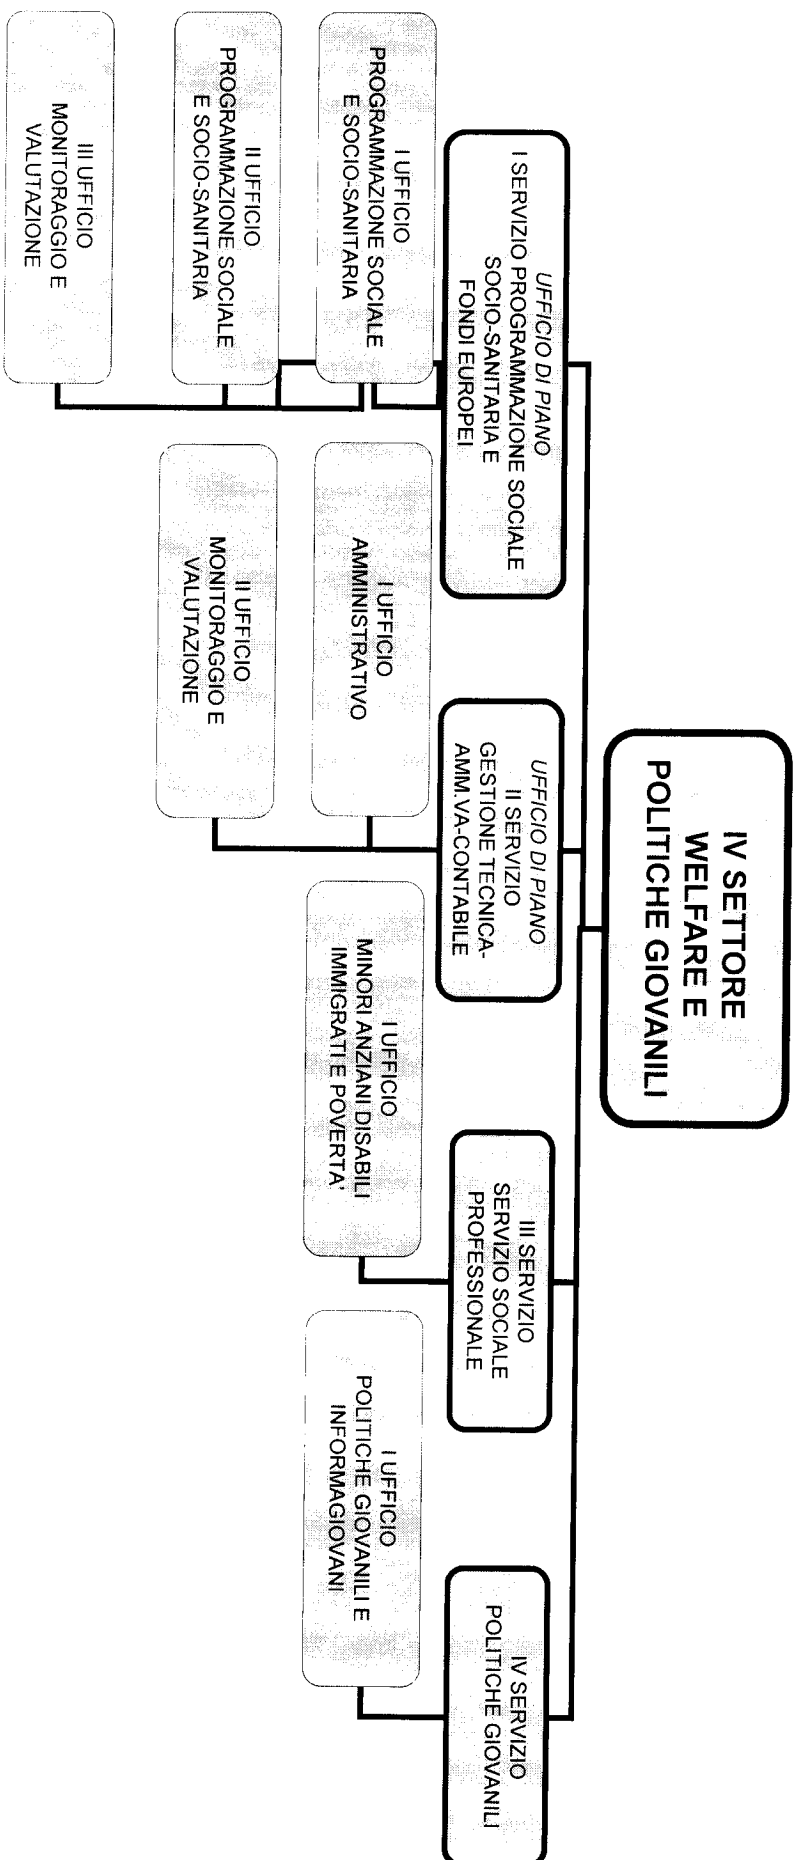 IV SETTORE
WELFARE E
POLITICHE GIOVANILI
UFFICIO DI PIANO
I SERVIZIO PROGRAMMAZIONE SOCIALE
SOCIO-SANITARIA E
FONDI EUROPEI
I UFFICIO
PROGRAMMAZIONE SOCIALE
E SOCIO-SANITARIA
II UFFICIO
PROGRAMMAZIONE SOCIALE
E SOCIO-SANITARIA
III UFFICIO
MONITORAGGIO E
VALUTAZIONE
UFFICIO DI PIANO
II SERVIZIO
GESTIONE TECNICA-
AMM.VA-CONTABILE
I UFFICIO
AMMINISTRATIVO
II UFFICIO
MONITORAGGIO E
VALUTAZIONE
III SERVIZIO
SERVIZIO SOCIALE
PROFESSIONALE
I UFFICIO
MINORI ANZIANI DISABILI
IMMIGRATI E POVERTA'
IV SERVIZIO
POLITICHE GIOVANILI
I UFFICIO
POLITICHE GIOVANILI E
INFORMAGIOVANI